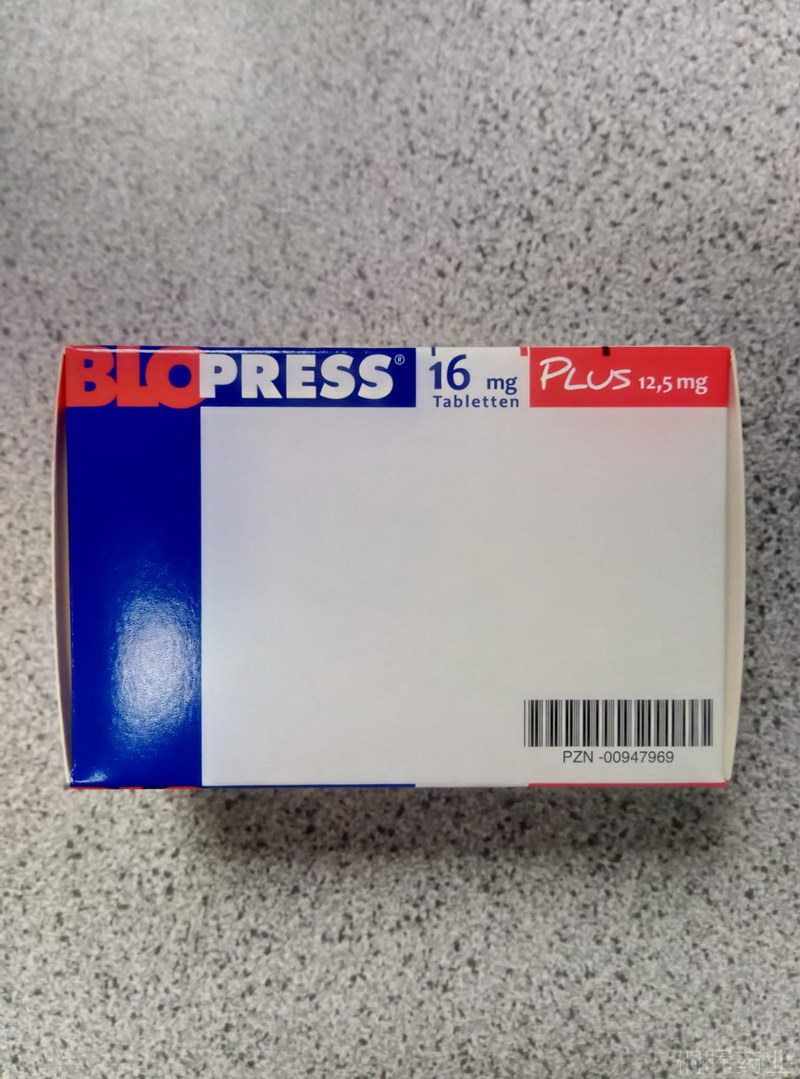 BLOPRESS® 16 mg PLUS 12,5 mg
Tabletten
PZN -00947969